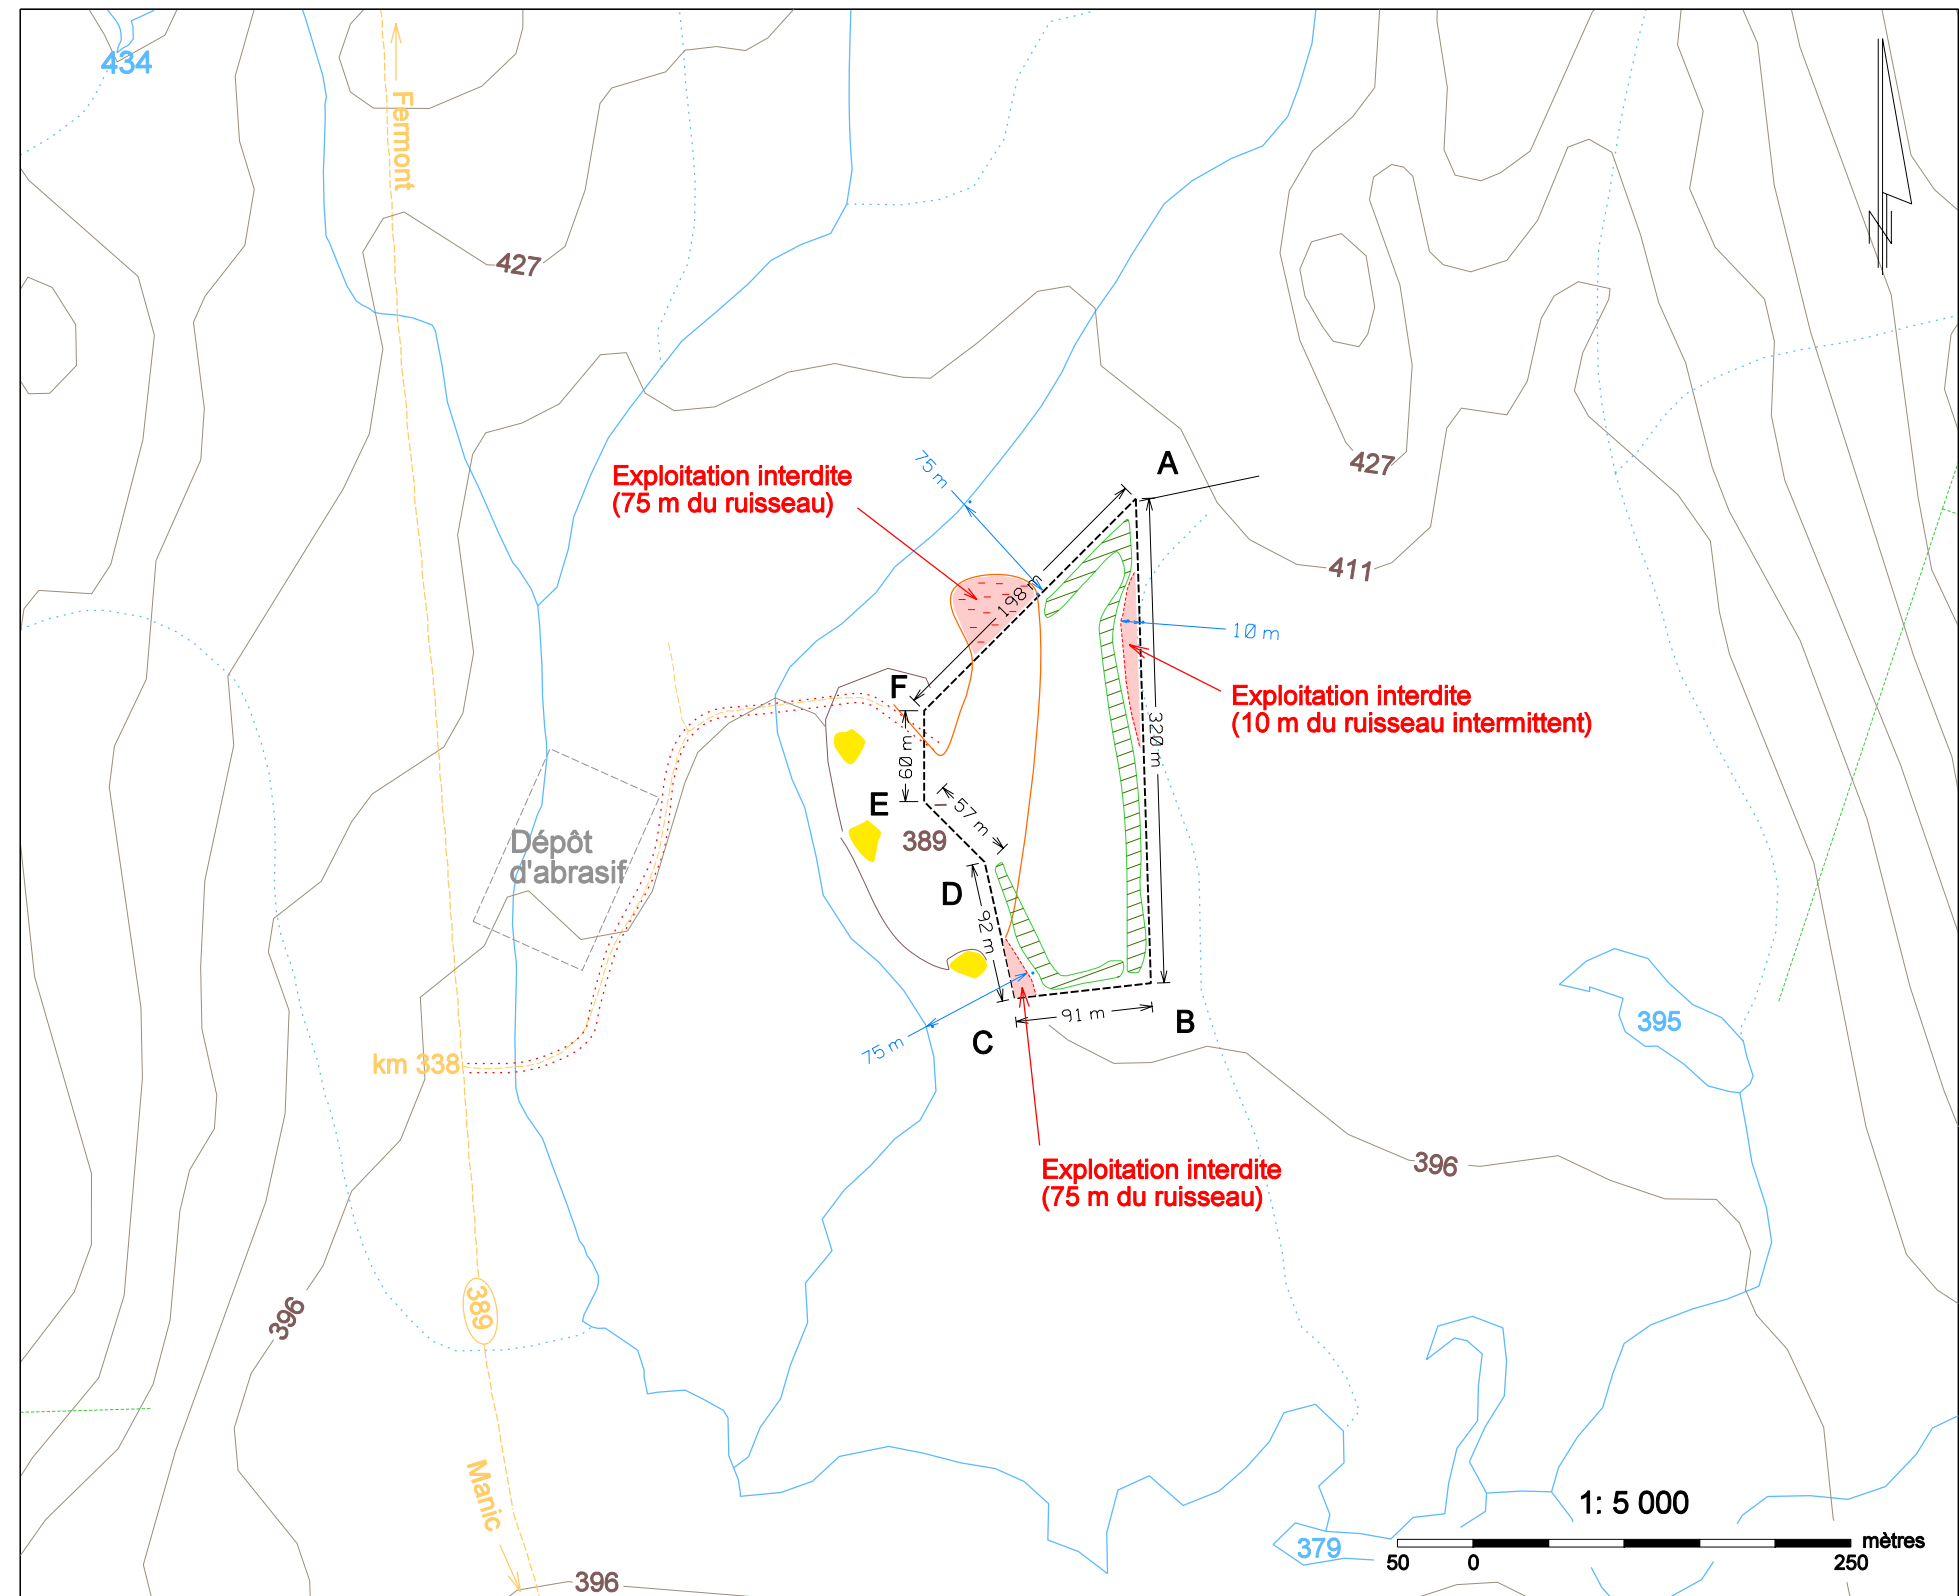 434
Fermont
N
427
A
75 m
Exploitation interdite
(75 m du ruisseau)
427
411
198 m
10 m
Exploitation interdite
(10 m du ruisseau intermittent)
F
60 m
320 m
E
57 m
389
Dépôt
d'abrasif
D
92 m
91 m
B
C
75 m
km 338
395
Exploitation interdite
(75 m du ruisseau)
396
396
389
Manic
1: 5 000
mètres
379
50
0
250
396